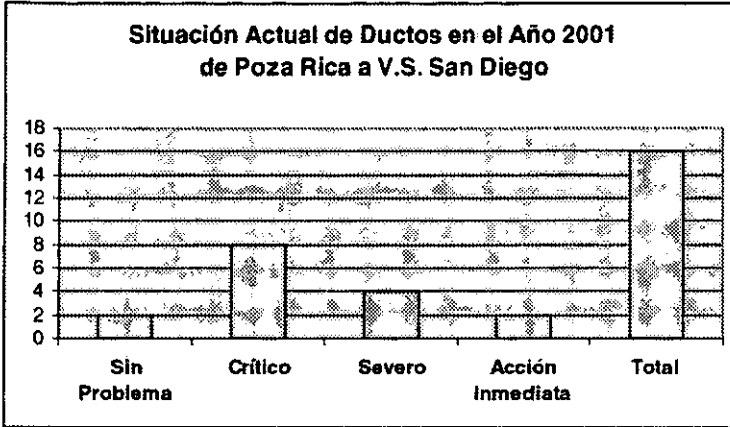 Situación Actual de Ductos en el Año 2001
de Poza Rica a V.S. San Diego
18
16
14
12
10
8
6
4
2
0
Sin Problema
Crítico
Severo
Acción Inmediata
Total